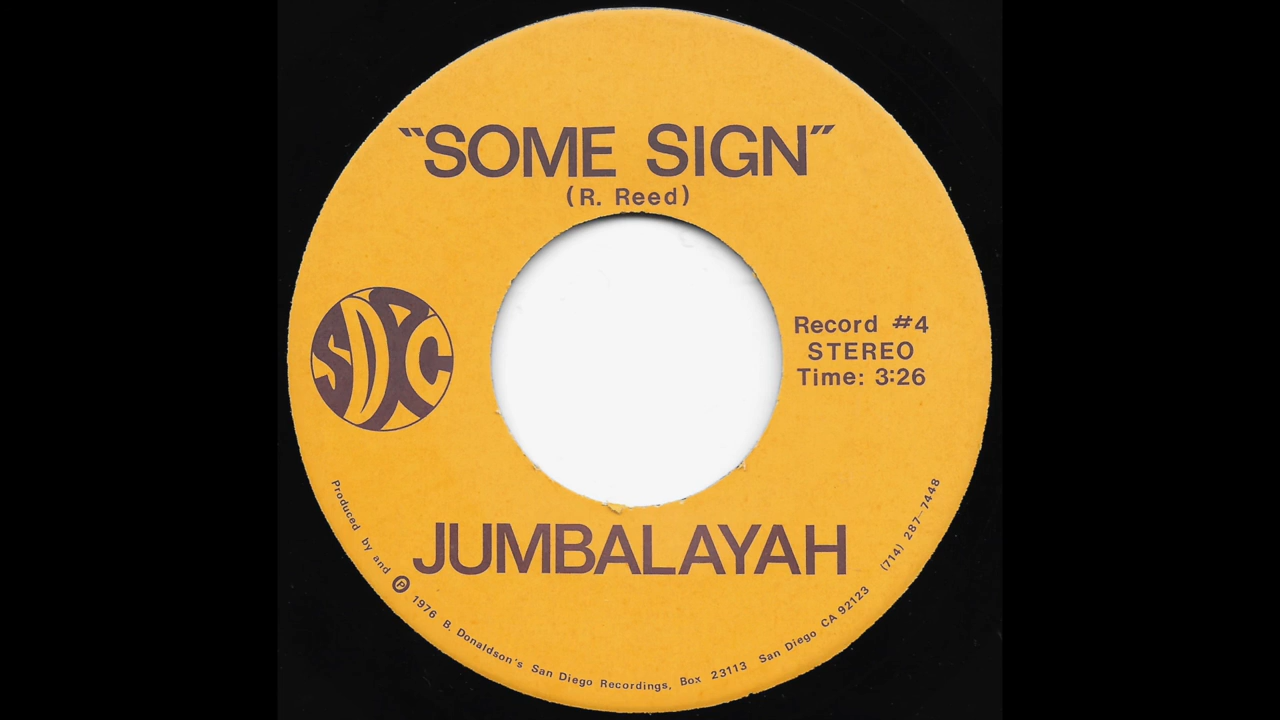 "SOME SIGN"
(R. Reed)
SDRC
Record #4
STEREO
Time: 3:26
JUMBALAYAH
Produced by and ℗ 1976 B. Donaldson's San Diego Recordings, Box 23113 San Diego CA 92123 (714) 287-7448